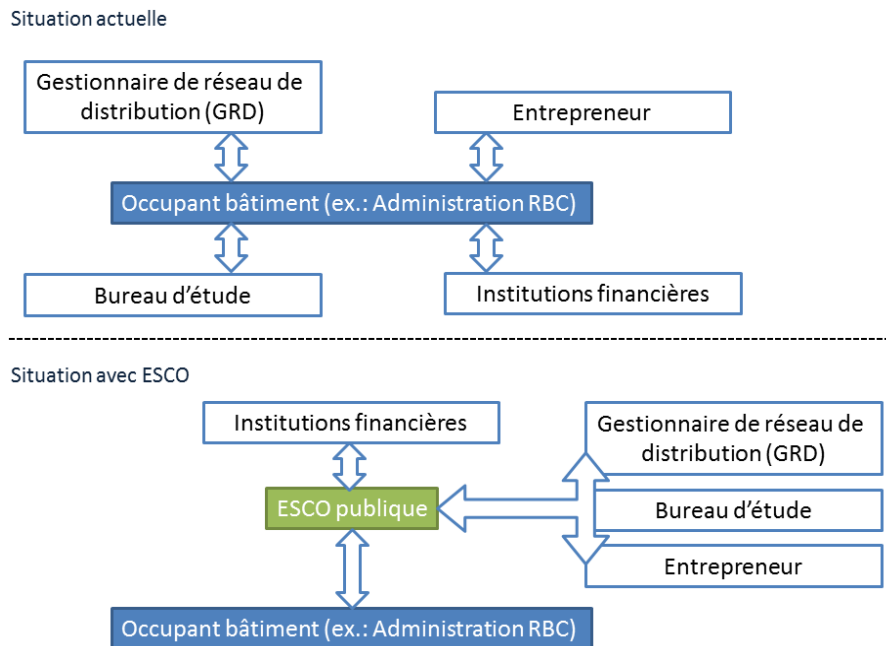 Situation actuelle
Gestionnaire de réseau de
distribution (GRD)
Entrepreneur
Occupant bâtiment (ex.: Administration RBC)
Bureau d'étude
Institutions financières
Situation avec ESCO
Institutions financières
Gestionnaire de réseau de
distribution (GRD)
ESCO publique
Bureau d'étude
Entrepreneur
Occupant bâtiment (ex.: Administration RBC)